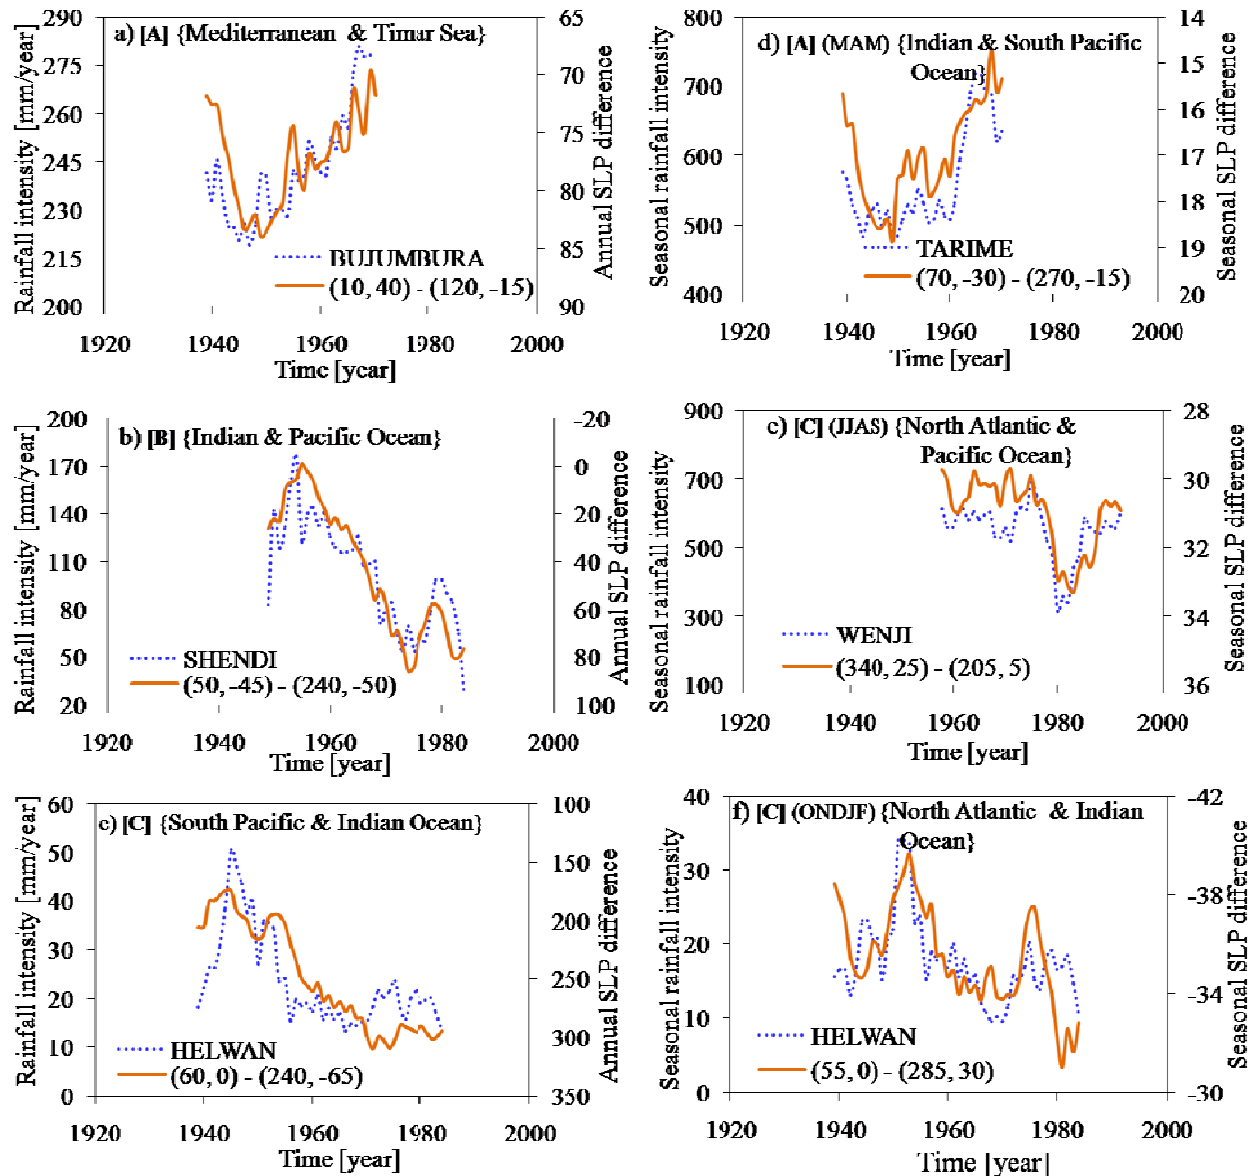 a) [A] {Mediterranean & Timar Sea}
Rainfall intensity [mm/year]
290
275
260
245
230
215
200
65
70
75
80
85
90
Annual SLP difference
BUJUMBURA
(10, 40) - (120, -15)
1920 1940 1960 1980 2000
Time [year]
d) [A] (MAM) {Indian & South Pacific
Ocean}
Seasonal rainfall intensity
800
700
600
500
400
14
15
16
17
18
19
20
Seasonal SLP difference
TARIME
(70, -30) - (270, -15)
1920 1940 1960 1980 2000
Time [year]
b) [B] {Indian & Pacific Ocean}
Rainfall intensity [mm/year]
200
170
140
110
80
50
20
-20
0
20
40
60
80
100
Annual SLP difference
SHENDI
(50, -45) - (240, -50)
1920 1940 1960 1980 2000
Time [year]
e) [C] (JJAS) {North Atlantic &
Pacific Ocean}
Seasonal rainfall intensity
900
700
500
300
100
28
30
32
34
36
Seasonal SLP difference
WENJI
(340, 25) - (205, 5)
1920 1940 1960 1980 2000
Time [year]
c) [C] {South Pacific & Indian Ocean}
Rainfall intensity [mm/year]
60
50
40
30
20
10
0
100
150
200
250
300
350
Annual SLP difference
HELWAN
(60, 0) - (240, -65)
1920 1940 1960 1980 2000
Time [year]
f) [C] (ONDJF) {North Atlantic & Indian
Ocean}
Seasonal rainfall intensity
40
30
20
10
0
-42
-38
-34
-30
Seasonal SLP difference
HELWAN
(55, 0) - (285, 30)
1920 1940 1960 1980 2000
Time [year]